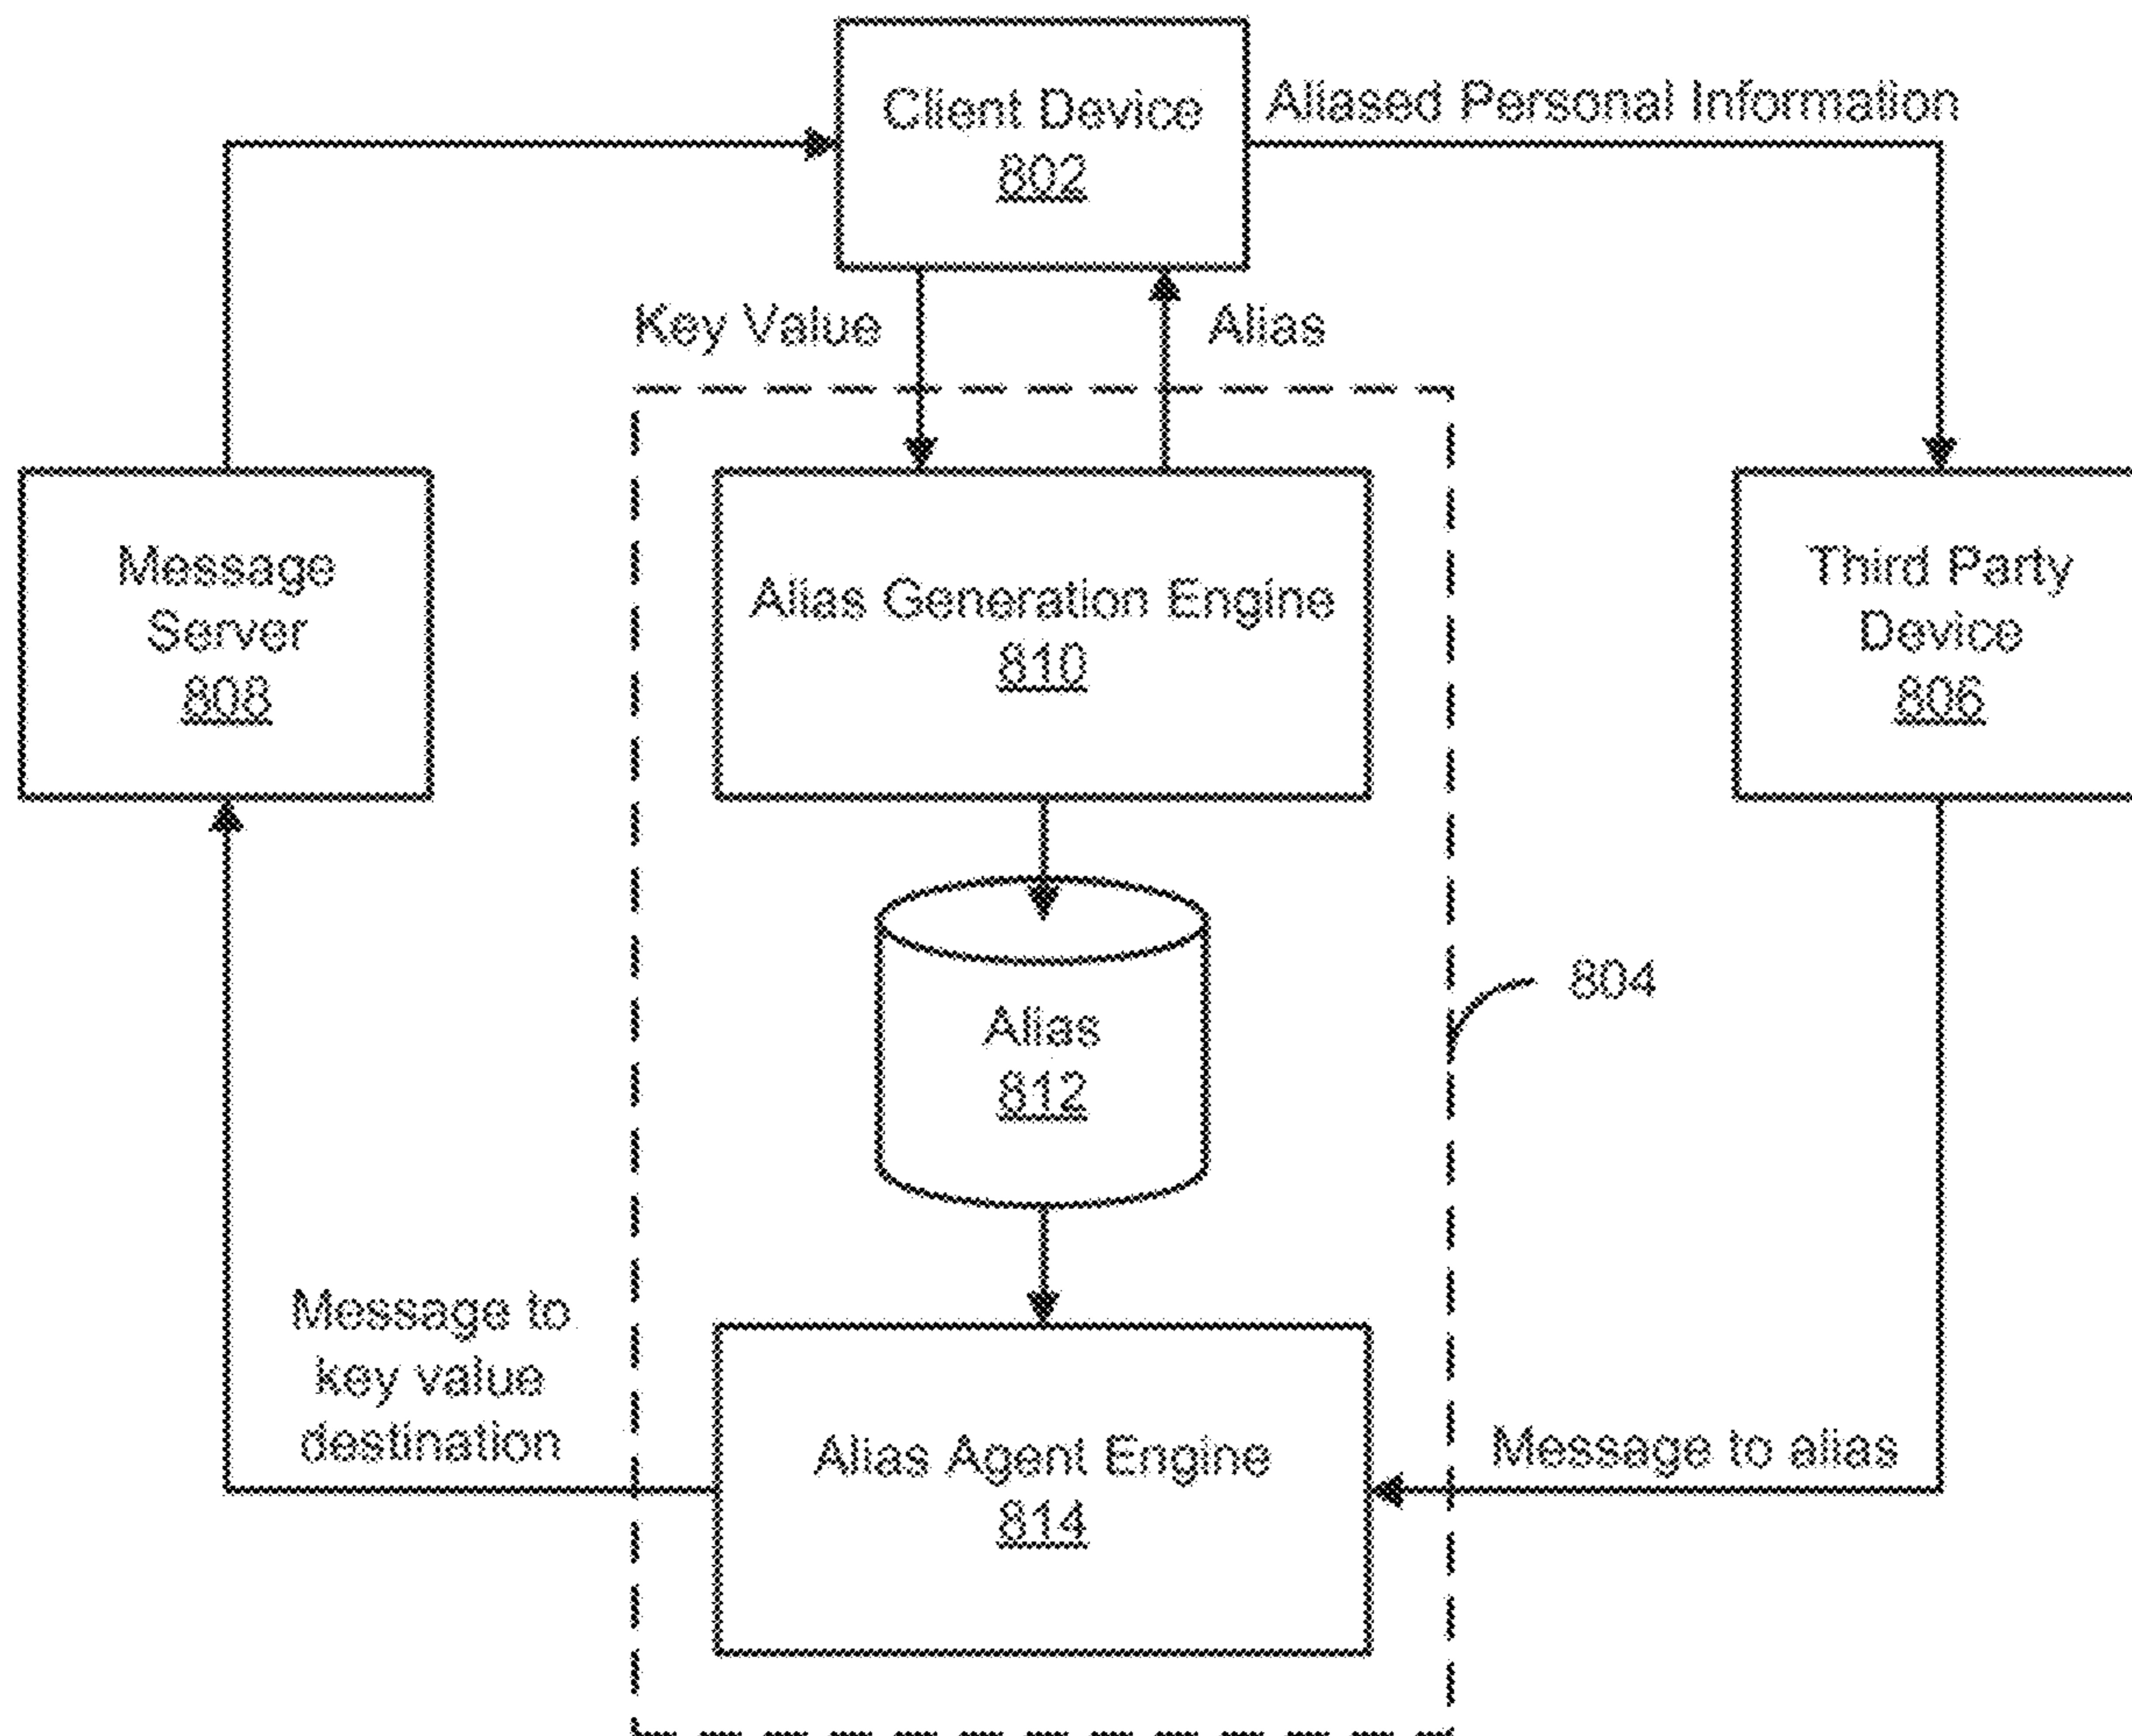 Client Device
802
Aliased Personal Information
Key Value
Alias
Message
Server
808
Alias Generation Engine
810
Third Party
Device
806
Alias
812
804
Message to
key value
destination
Alias Agent Engine
814
Message to alias